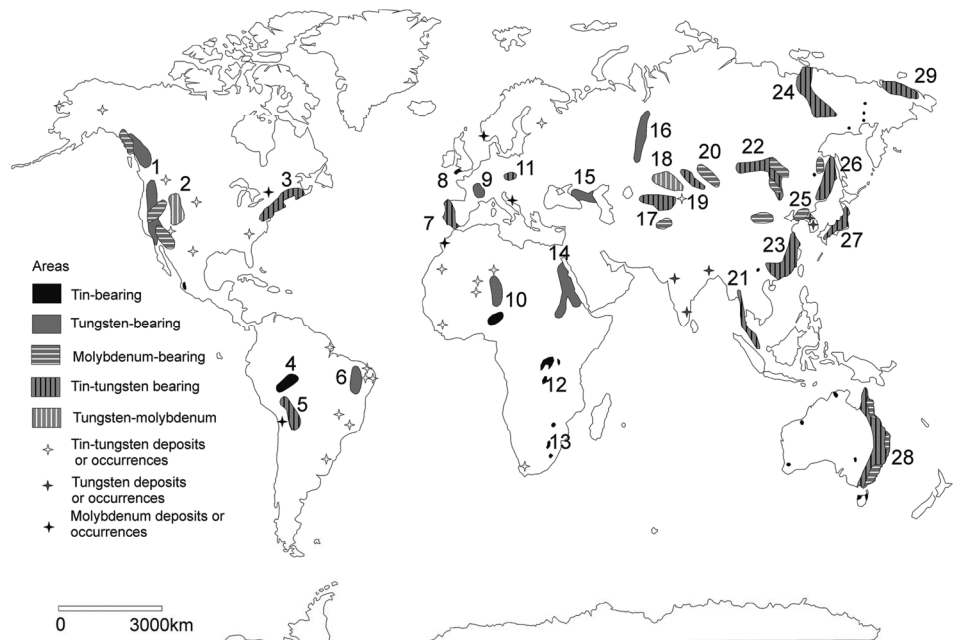 29
24
16
22
20
18
26
1
11
2
3
9
15
8
25
19
7
17
27
23
14
21
10
4
6
12
5
13
28
Areas
Tin-bearing
Tungsten-bearing
Molybdenum-bearing
Tin-tungsten bearing
Tungsten-molybdenum
Tin-tungsten deposits
or occurrences
Tungsten deposits
or occurrences
Molybdenum deposits or
occurrences
0 3000km